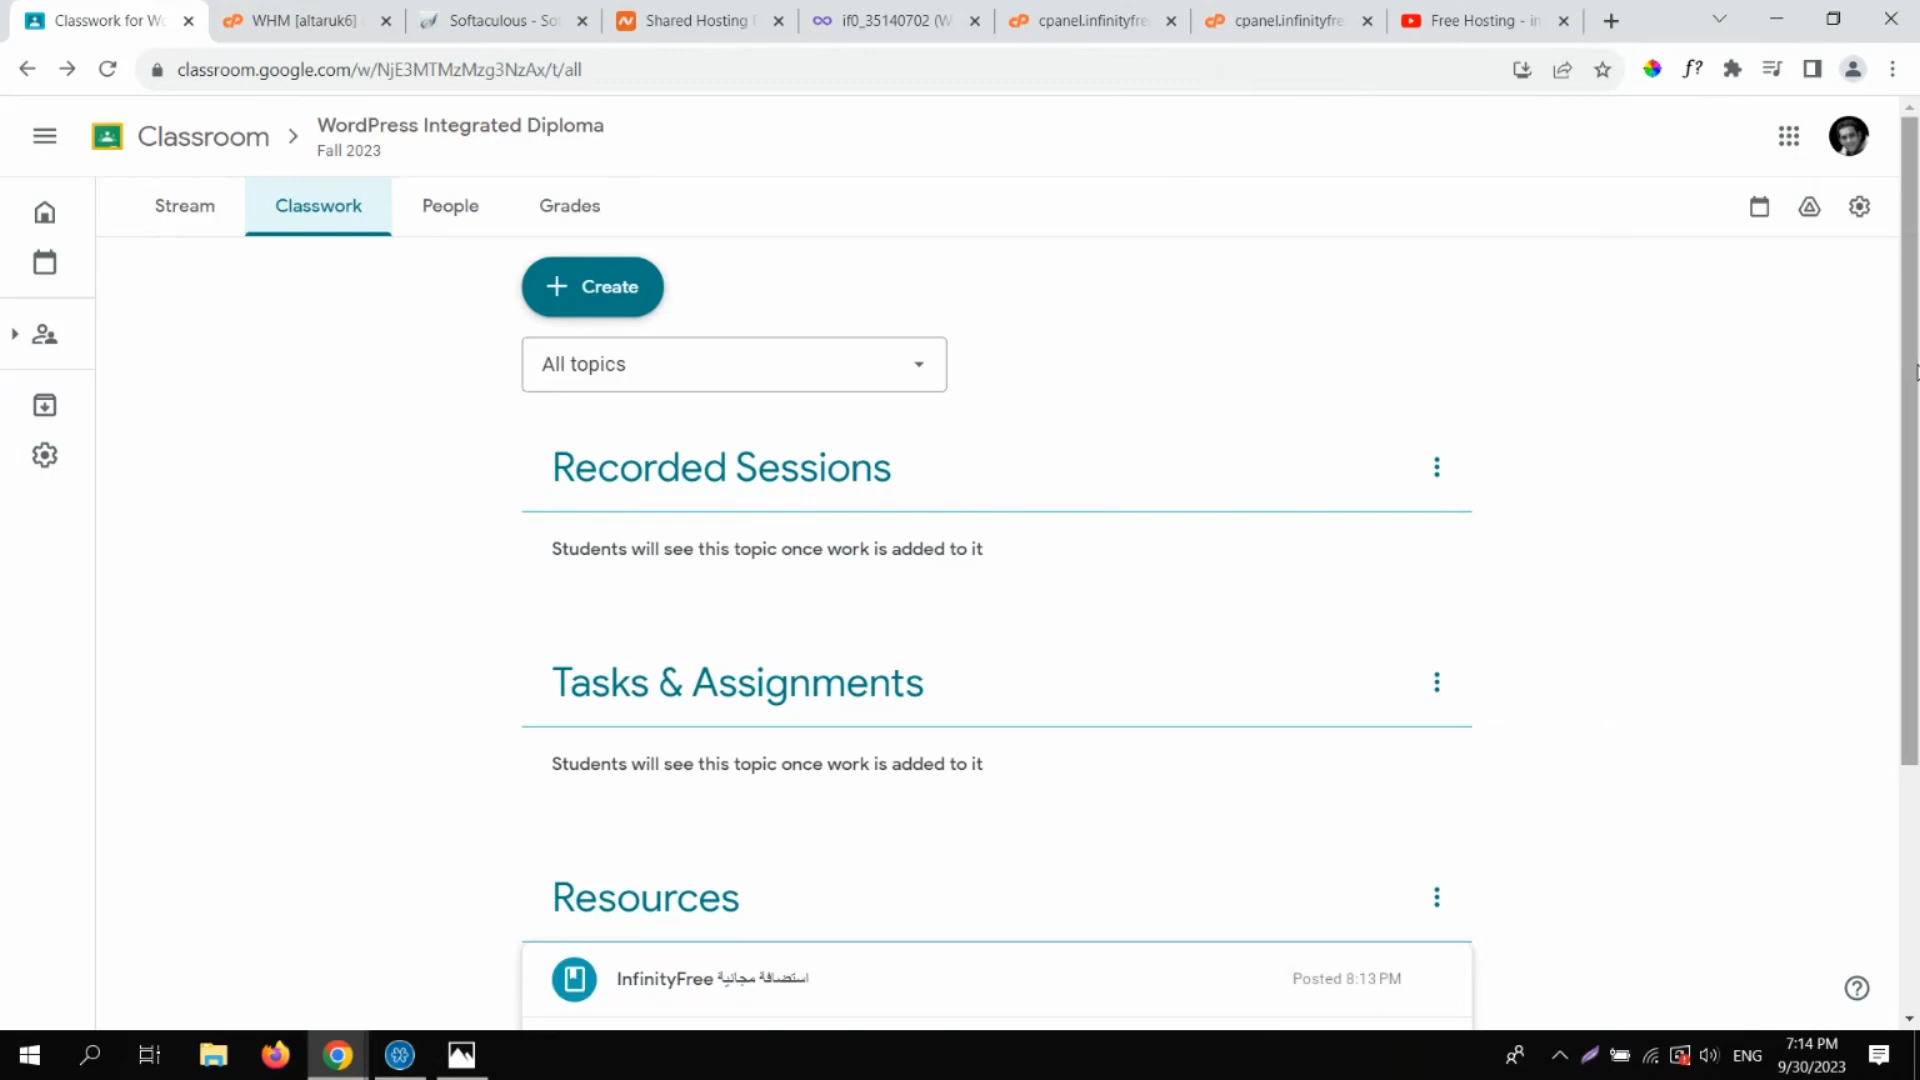 Classwork for Wo
WHM [altaruk6]
Softaculous - So
Shared Hosting
if0_35140702 (W
cpanel.infinityfre
cpanel.infinityfre
Free Hosting - in
classroom.google.com/w/NjE3MTMzMzg3NzAx/t/all
f?
Classroom
WordPress Integrated Diploma
Fall 2023
Stream
Classwork
People
Grades
Create
All topics
Recorded Sessions
Students will see this topic once work is added to it
Tasks & Assignments
Students will see this topic once work is added to it
Resources
InfinityFree استضافة مجانية
Posted 8:13 PM
ENG
7:14 PM
9/30/2023